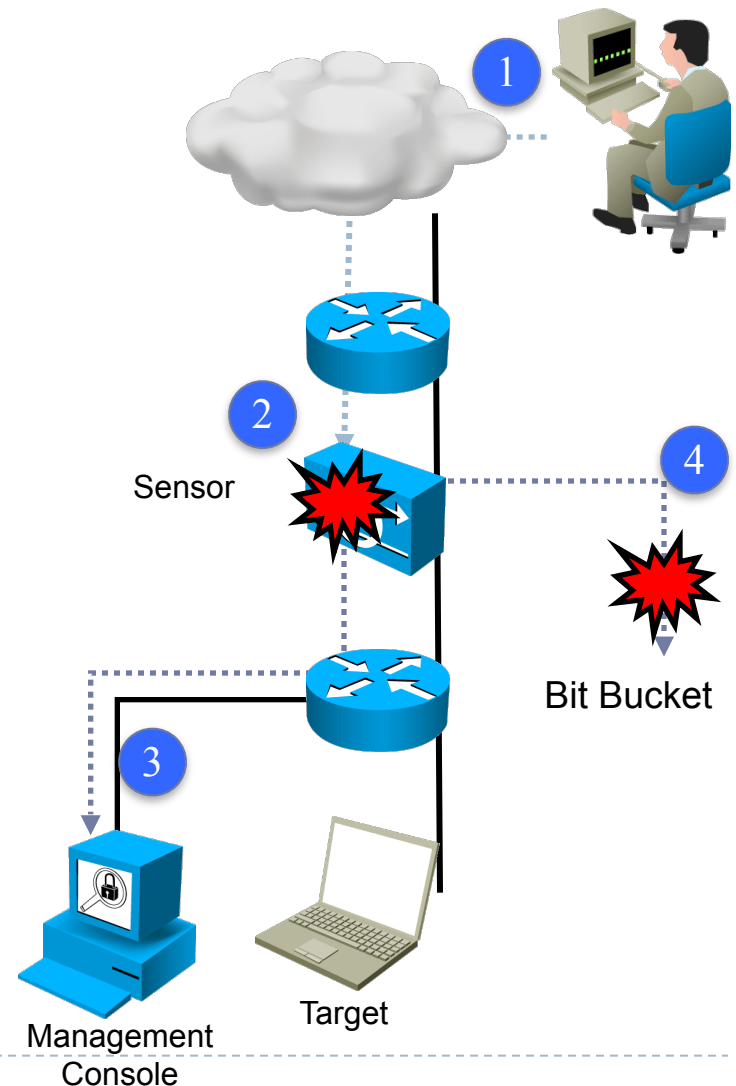 1
2
Sensor
4
Bit Bucket
3
Target
Management
Console